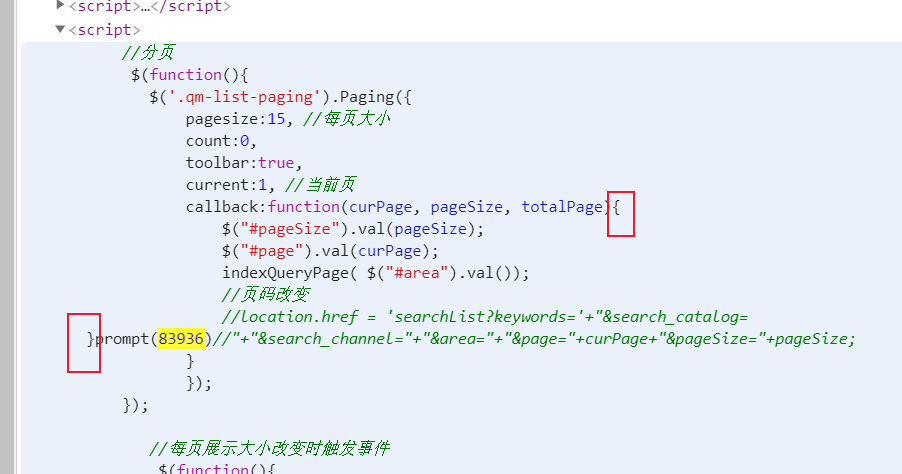 <script>…</script>
<script>
//分页
$(function(){
$('.qm-list-paging').Paging({
pagesize:15, //每页大小
count:0,
toolbar:true,
current:1, //当前页
callback:function(curPage, pageSize, totalPage){
$("#pageSize").val(pageSize);
$("#page").val(curPage);
indexQueryPage( $("#area").val());
//页码改变
//location.href = 'searchList?keywords='+"&search_catalog=
}prompt(83936)//"+"&search_channel="+"&area="+"&page="+curPage+"&pageSize="+pageSize;
}
});
});
//每页展示大小改变时触发事件
$(function(){